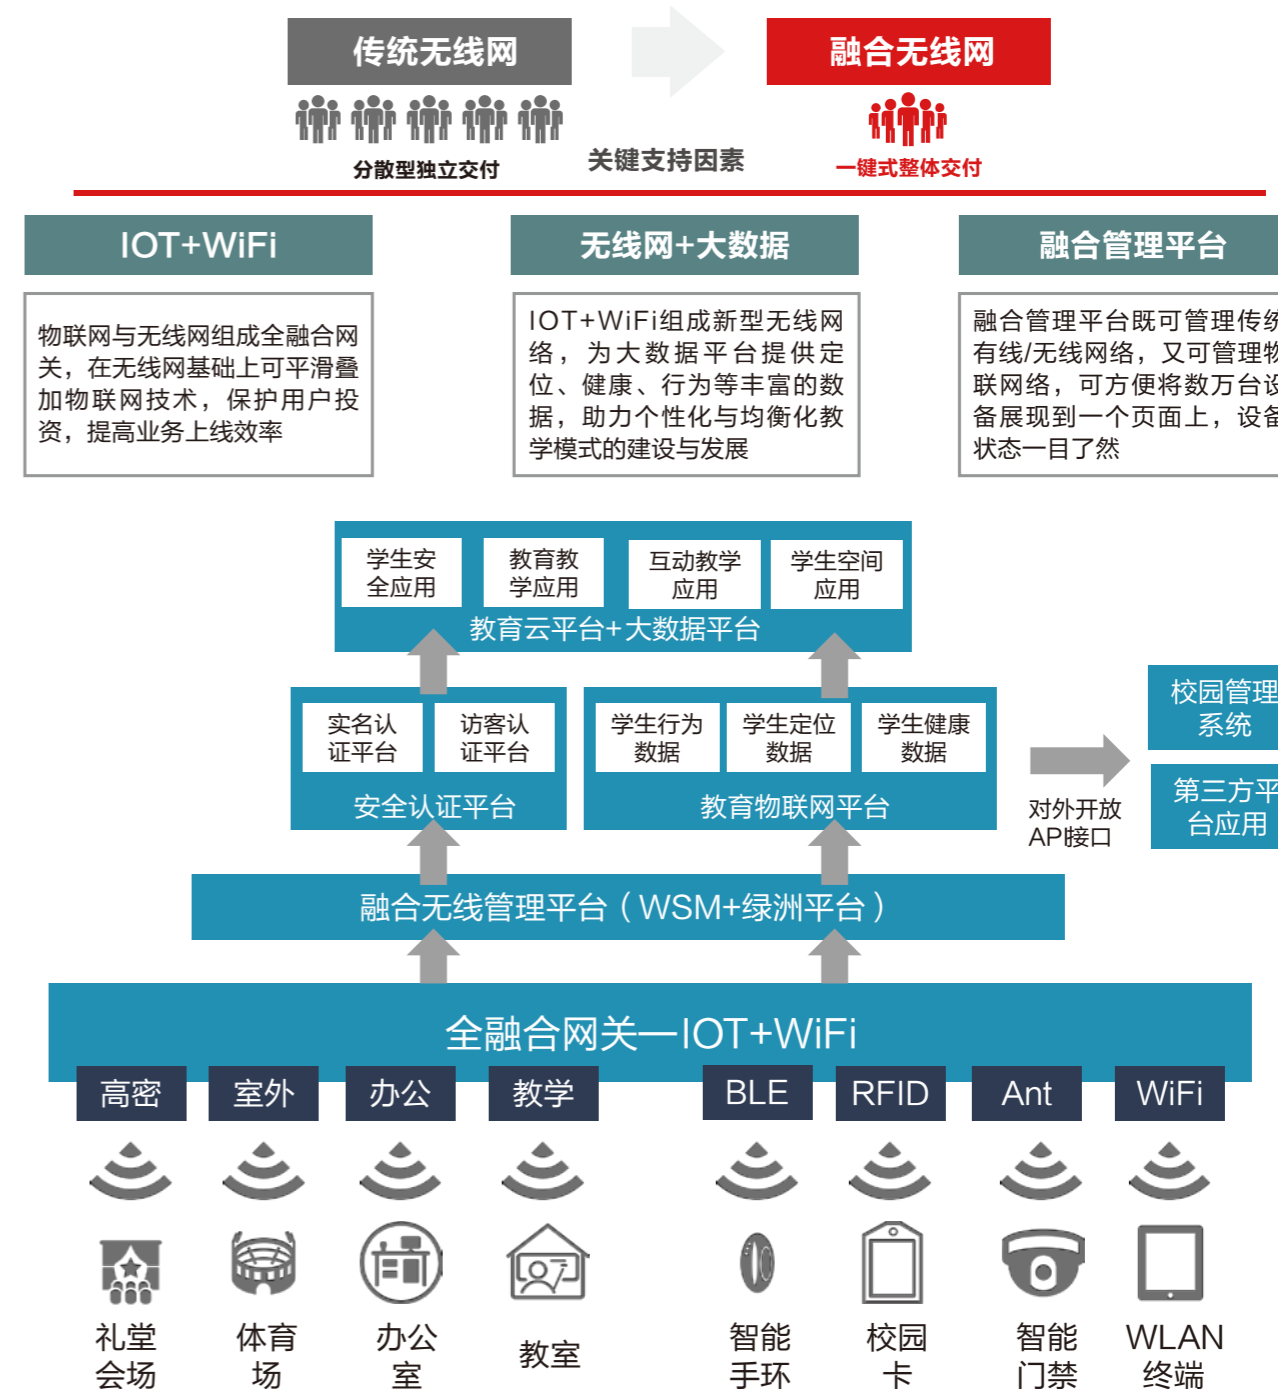 传统无线网
融合无线网
分散型独立交付
关键支持因素
一键式整体交付
IOT+WiFi
无线网+大数据
融合管理平台
物联网与无线网组成全融合网
关，在无线网基础上可平滑叠
加物联网技术，保护用户投
资，提高业务上线效率
IOT+WiFi组成新型无线网
络，为大数据平台提供定
位、健康、行为等丰富的数
据，助力个性化与均衡化教
学模式的建设与发展
融合管理平台既可管理传统
有线/无线网络，又可管理物
联网络，可方便将数万台设
备展现到一个页面上，设备
状态一目了然
学生安
全应用
教育教
学应用
互动教学
应用
学生空间
应用
教育云平台+大数据平台
实名认
证平台
访客认
证平台
安全认证平台
学生行为
数据
学生定位
数据
学生健康
数据
教育物联网平台
对外开放
AP接口
校园管理
系统
第三方平
台应用
融合无线管理平台（WSM+绿洲平台）
全融合网关—IOT+WiFi
高密
室外
办公
教学
BLE
RFID
Ant
WiFi
礼堂
会场
体育
场
办公
室
教室
智能
手环
校园
卡
智能
门禁
WLAN
终端